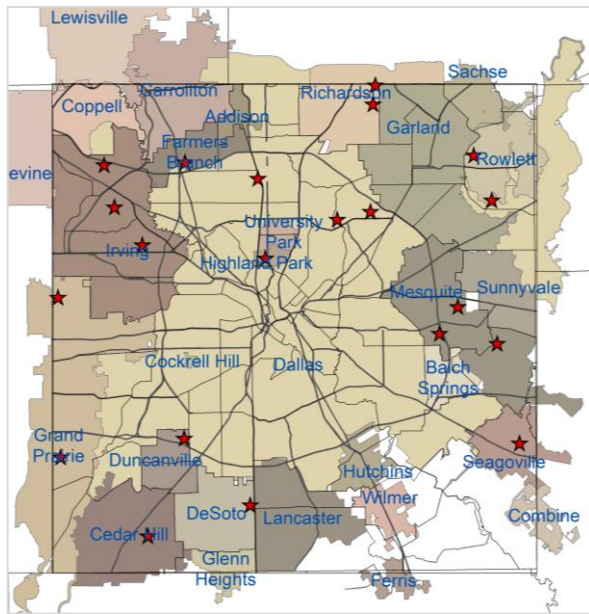 Lewisville
Carrollton
Sachse
Coppell
Richardson
Addison
Garland
Farmers
Branch
Rowlett
evine
University
Park
Irving
Highland Park
Mesquite
Sunnyvale
Cockrell Hill
Dallas
Balch
Springs
Grand
Prairie
Duncanville
Hutchins
Seagoville
Wilmer
DeSoto
Lancaster
Combine
Cedar Hill
Glenn
Heights
Ferris